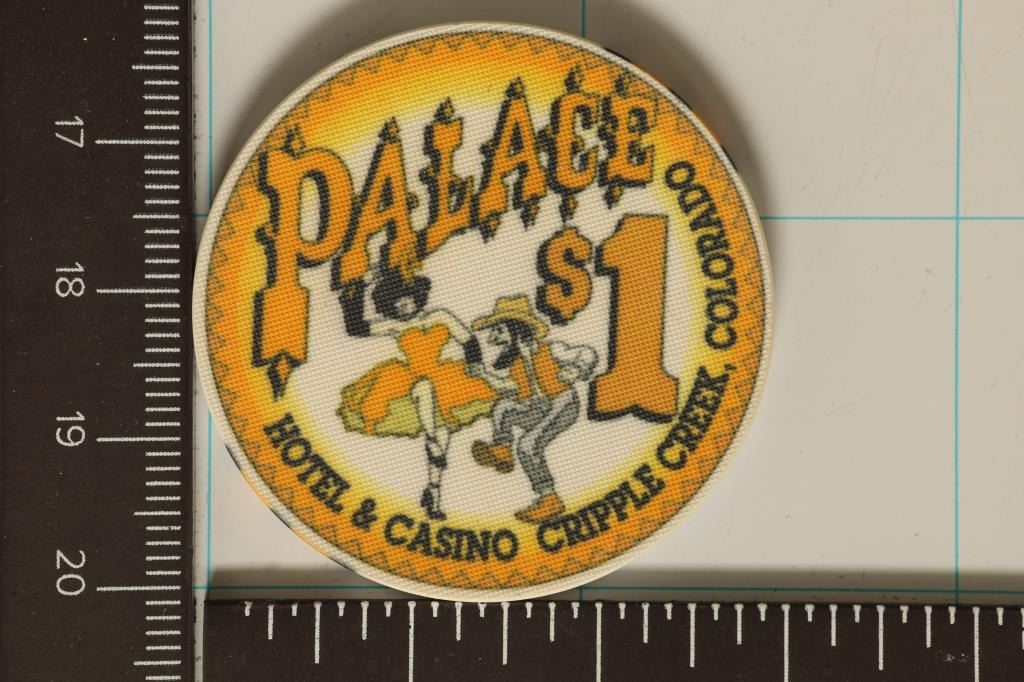 PALACE
$1
HOTEL & CASINO CRIPPLE CREEK, COLORADO
17
18
19
20